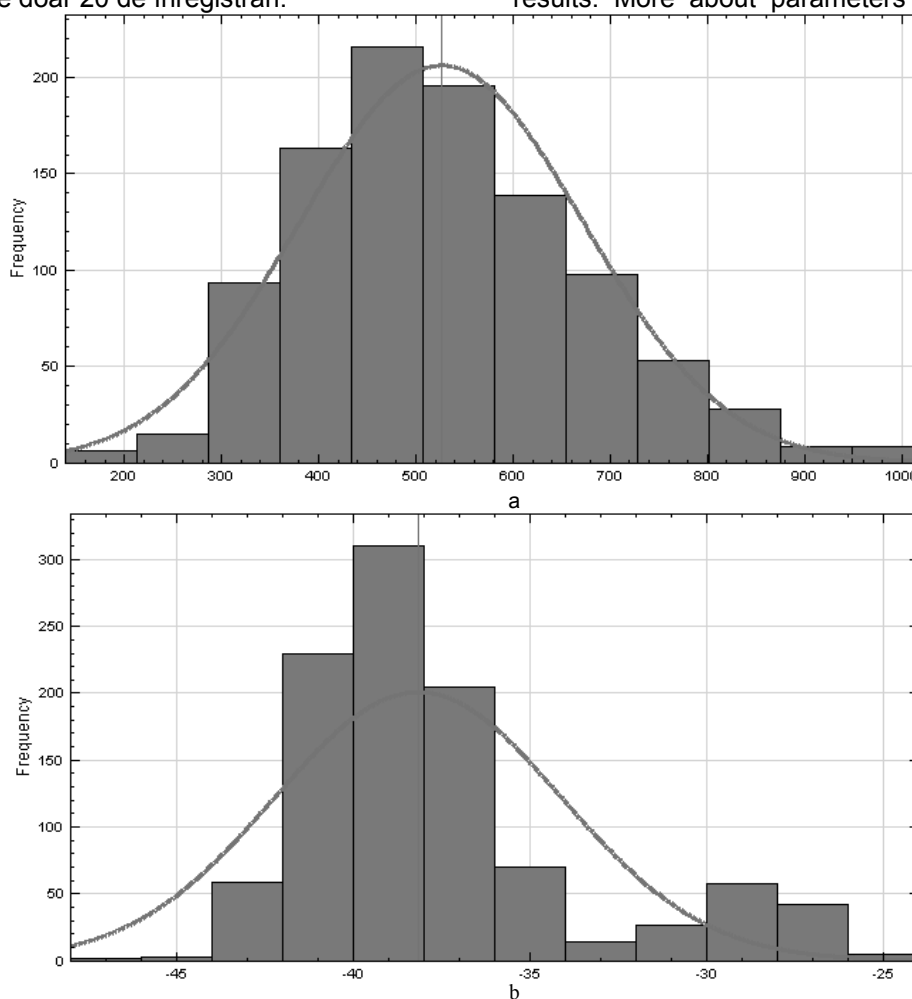 e doar 20 de înregistrări.
results. More about parameters
200
150
100
50
0
Frequency
200 300 400 500 600 700 800 900 1000
a
300
250
200
150
100
50
0
Frequency
-45 -40 -35 -30 -25
b